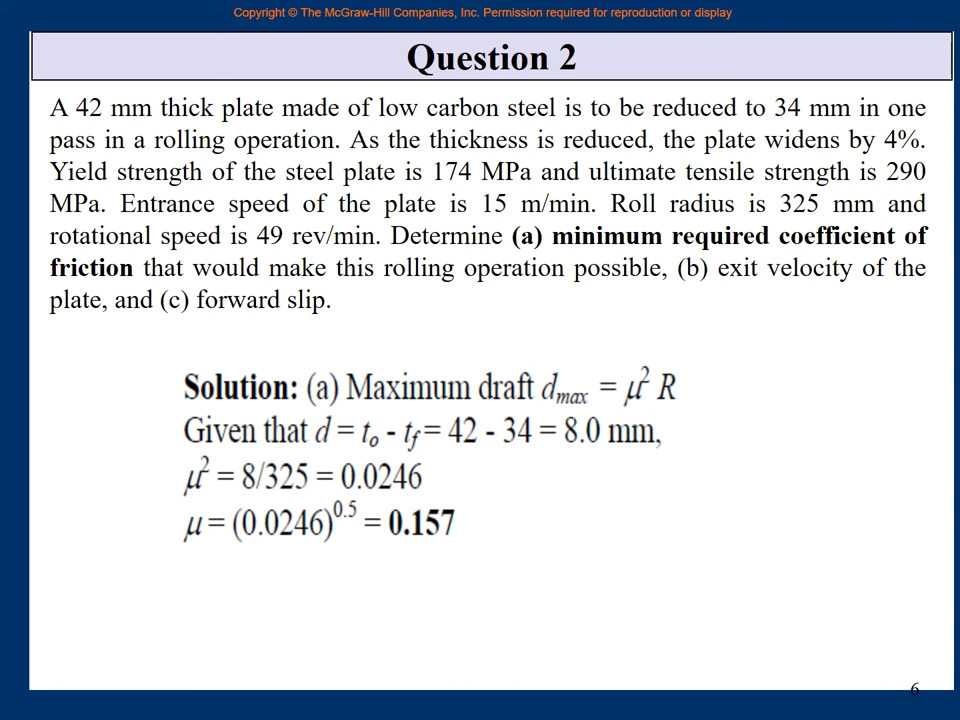 Copyright © The McGraw-Hill Companies, Inc. Permission required for reproduction or display
Question 2
A 42 mm thick plate made of low carbon steel is to be reduced to 34 mm in one
pass in a rolling operation. As the thickness is reduced, the plate widens by 4%.
Yield strength of the steel plate is 174 MPa and ultimate tensile strength is 290
MPa. Entrance speed of the plate is 15 m/min. Roll radius is 325 mm and
rotational speed is 49 rev/min. Determine (a) minimum required coefficient of
friction that would make this rolling operation possible, (b) exit velocity of the
plate, and (c) forward slip.
Solution: (a) Maximum draft d_max = μ² R
Given that d = t_o - t_f = 42 - 34 = 8.0 mm,
μ² = 8/325 = 0.0246
μ = (0.0246)^0.5 = 0.157
6